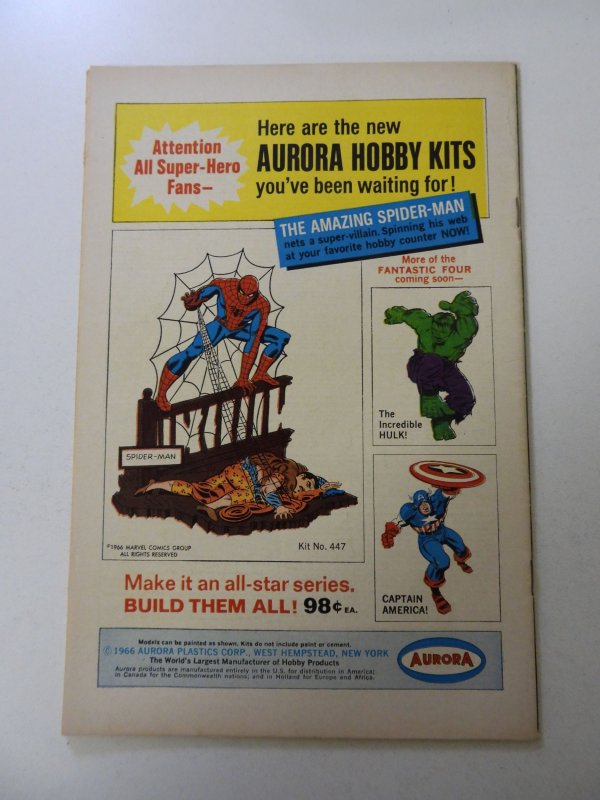 Attention
All Super-Hero
Fans—
Here are the new
AURORA HOBBY KITS
you've been waiting for!
THE AMAZING SPIDER-MAN
nets a super-villain. Spinning his web
at your favorite hobby counter NOW!
More of the
FANTASTIC FOUR
coming soon—
The
Incredible
HULK!
SPIDER-MAN
©1966 MARVEL COMICS GROUP
ALL RIGHTS RESERVED
Kit No. 447
CAPTAIN
AMERICA!
Make it an all-star series.
BUILD THEM ALL! 98¢ EA.
Models can be painted as shown. Kits do not include paint or cement.
©1966 AURORA PLASTICS CORP., WEST HEMPSTEAD, NEW YORK
The World's Largest Manufacturer of Hobby Products
Aurora products are manufactured entirely in the U.S. for distribution in America;
in Canada for the Commonwealth nations; and in Holland for Europe and Africa.
AURORA